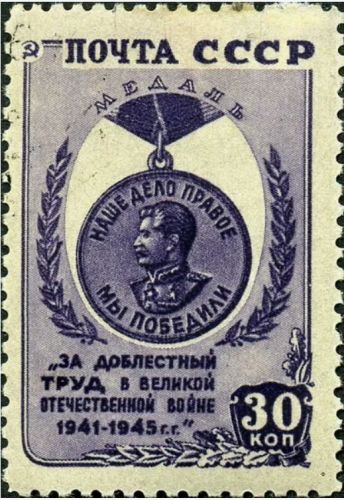 ПОЧТА СССР
МЕДАЛЬ
НАШЕ ДЕЛО ПРАВОЕ
МЫ ПОБЕДИЛИ
„ЗА ДОБЛЕСТНЫЙ
ТРУД В ВЕЛИКОЙ
ОТЕЧЕСТВЕННОЙ ВОЙНЕ
1941-1945 г.г."
30
КОП